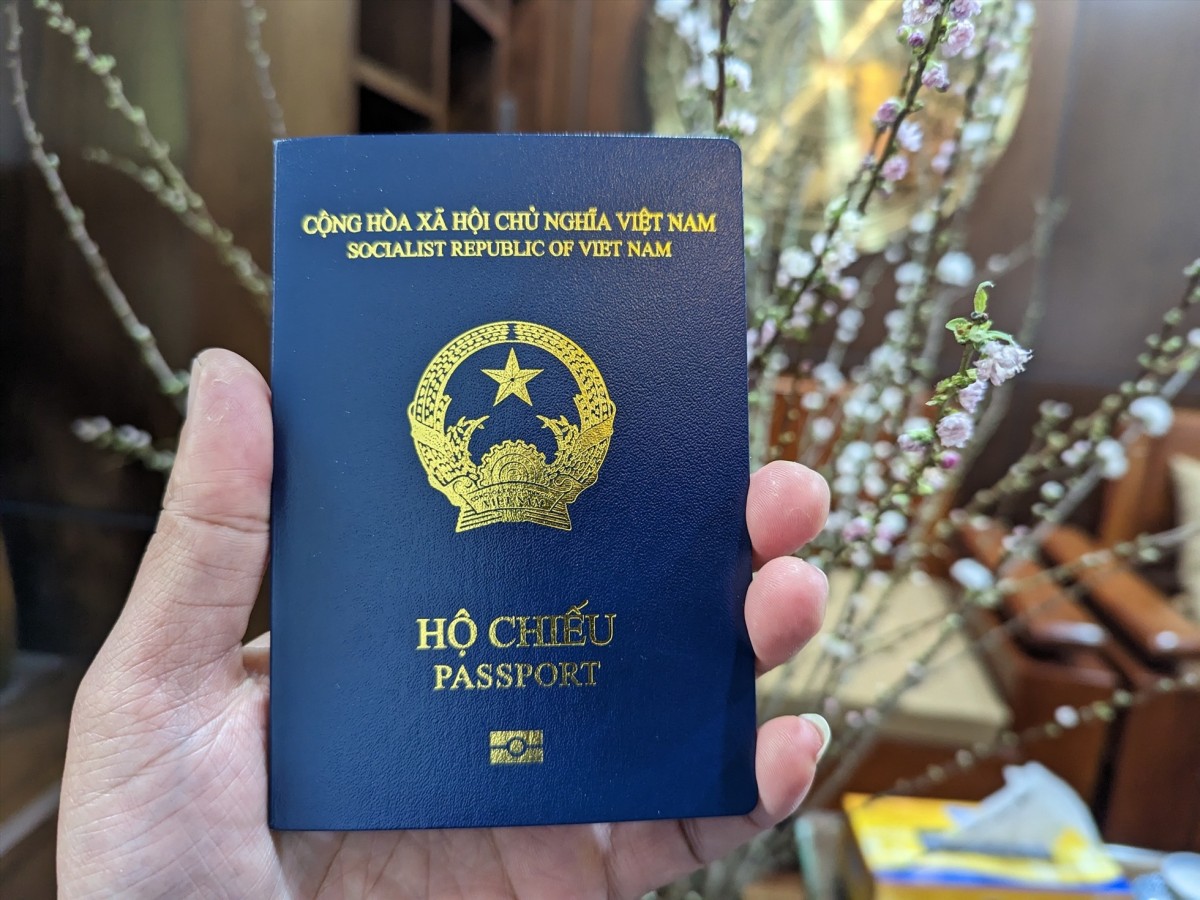 CỘNG HÒA XÃ HỘI CHỦ NGHĨA VIỆT NAM
SOCIALIST REPUBLIC OF VIET NAM
HỘ CHIẾU
PASSPORT